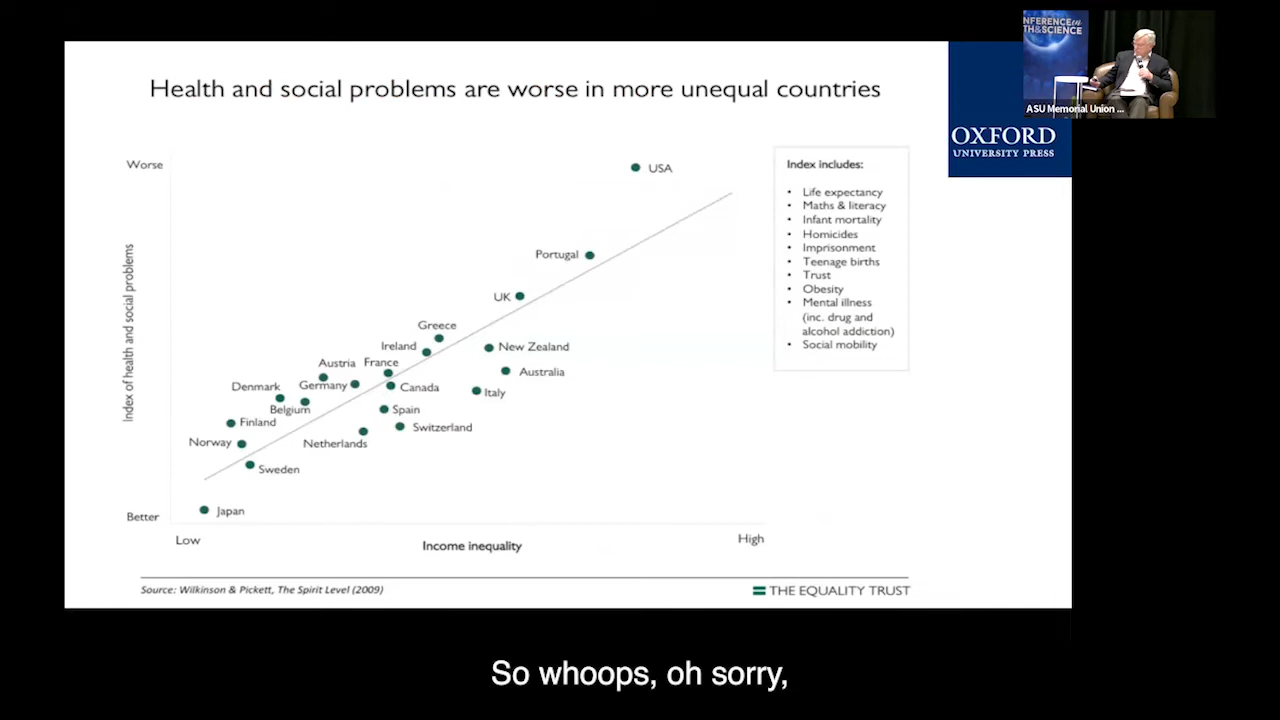 NFERENCE in
TH&SCIENCE
ASU Memorial Union ...
Health and social problems are worse in more unequal countries
OXFORD
UNIVERSITY PRESS
Worse
Index of health and social problems
Better
USA
Portugal
UK
Greece
Ireland
New Zealand
Austria
France
Australia
Denmark
Germany
Canada
Italy
Belgium
Spain
Finland
Switzerland
Norway
Netherlands
Sweden
Japan
Low
Income inequality
High
Index includes:
• Life expectancy
• Maths & literacy
• Infant mortality
• Homicides
• Imprisonment
• Teenage births
• Trust
• Obesity
• Mental illness
(inc. drug and
alcohol addiction)
• Social mobility
Source: Wilkinson & Pickett, The Spirit Level (2009)
THE EQUALITY TRUST
So whoops, oh sorry,